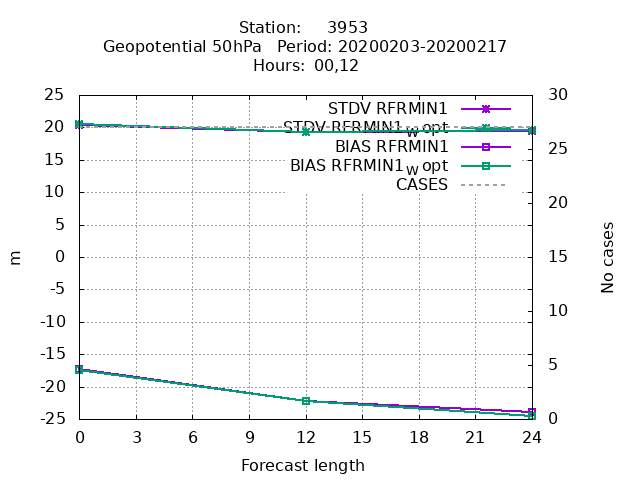 Station: 3953
Geopotential 50hPa Period: 20200203-20200217
Hours: 00,12
25 30
STDV RFRMIN1
20 STDV RFRMIN1_w opt
25
BIAS RFRMIN1
15 BIAS RFRMIN1_w opt
CASES
10
20
5
m 0 15 No cases
-5
10
-10
-15
5
-20
-25 0
0 3 6 9 12 15 18 21 24
Forecast length